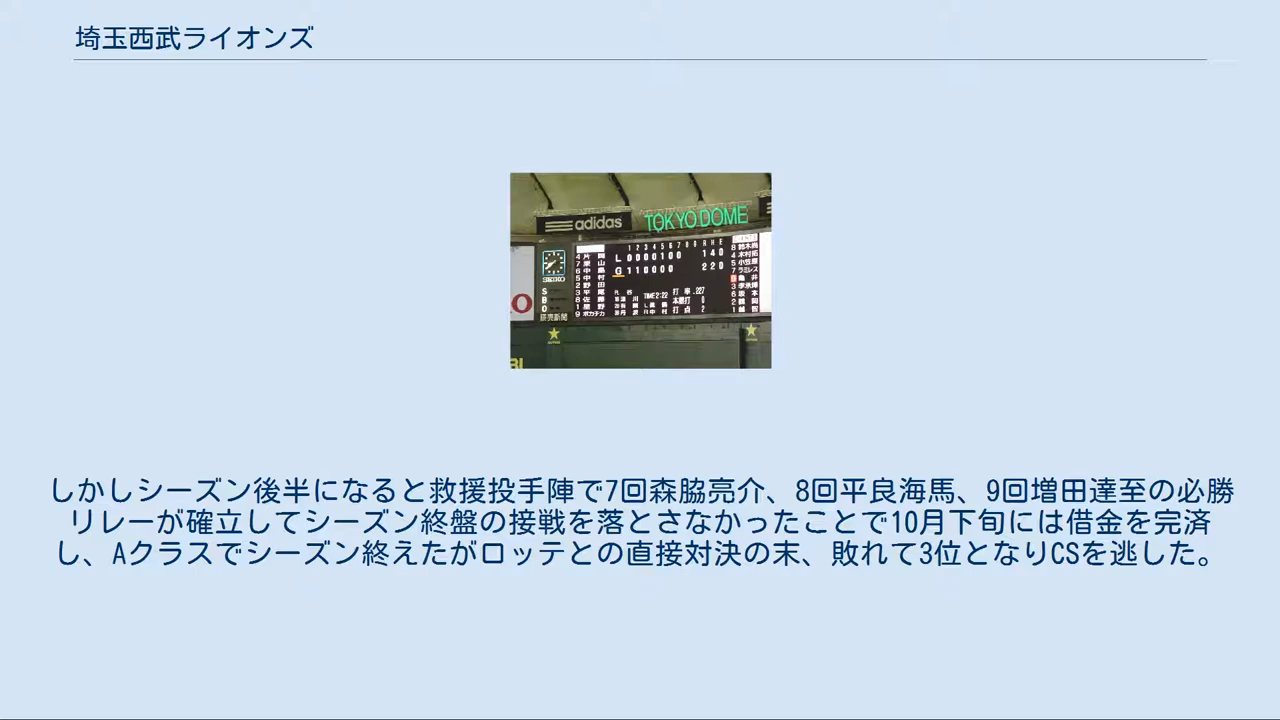 埼玉西武ライオンズ
adidas
TOKYO DOME
SEIKO
読売新聞
しかしシーズン後半になると救援投手陣で7回森脇亮介、8回平良海馬、9回増田達至の必勝
リレーが確立してシーズン終盤の接戦を落とさなかったことで10月下旬には借金を完済
し、Aクラスでシーズン終えたがロッテとの直接対決の末、敗れて3位となりCSを逃した。